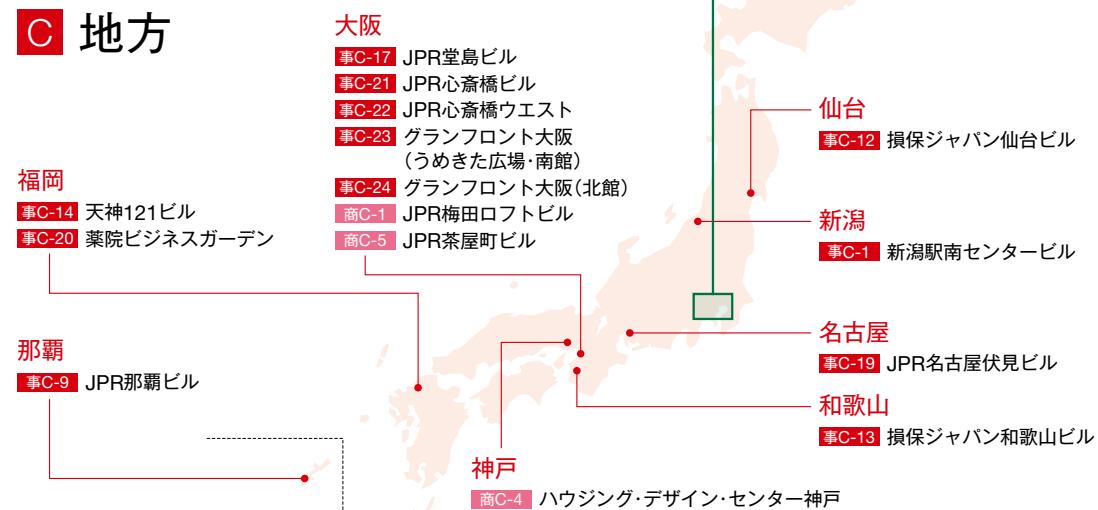 C 地方
大阪
事C-17 JPR堂島ビル
事C-21 JPR心斎橋ビル
事C-22 JPR心斎橋ウエスト
事C-23 グランフロント大阪
(うめきた広場・南館)
事C-24 グランフロント大阪(北館)
商C-1 JPR梅田ロフトビル
商C-5 JPR茶屋町ビル
福岡
事C-14 天神121ビル
事C-20 薬院ビジネスガーデン
那覇
事C-9 JPR那覇ビル
神戸
商C-4 ハウジング・デザイン・センター神戸
仙台
事C-12 損保ジャパン仙台ビル
新潟
事C-1 新潟駅南センタービル
名古屋
事C-19 JPR名古屋伏見ビル
和歌山
事C-13 損保ジャパン和歌山ビル